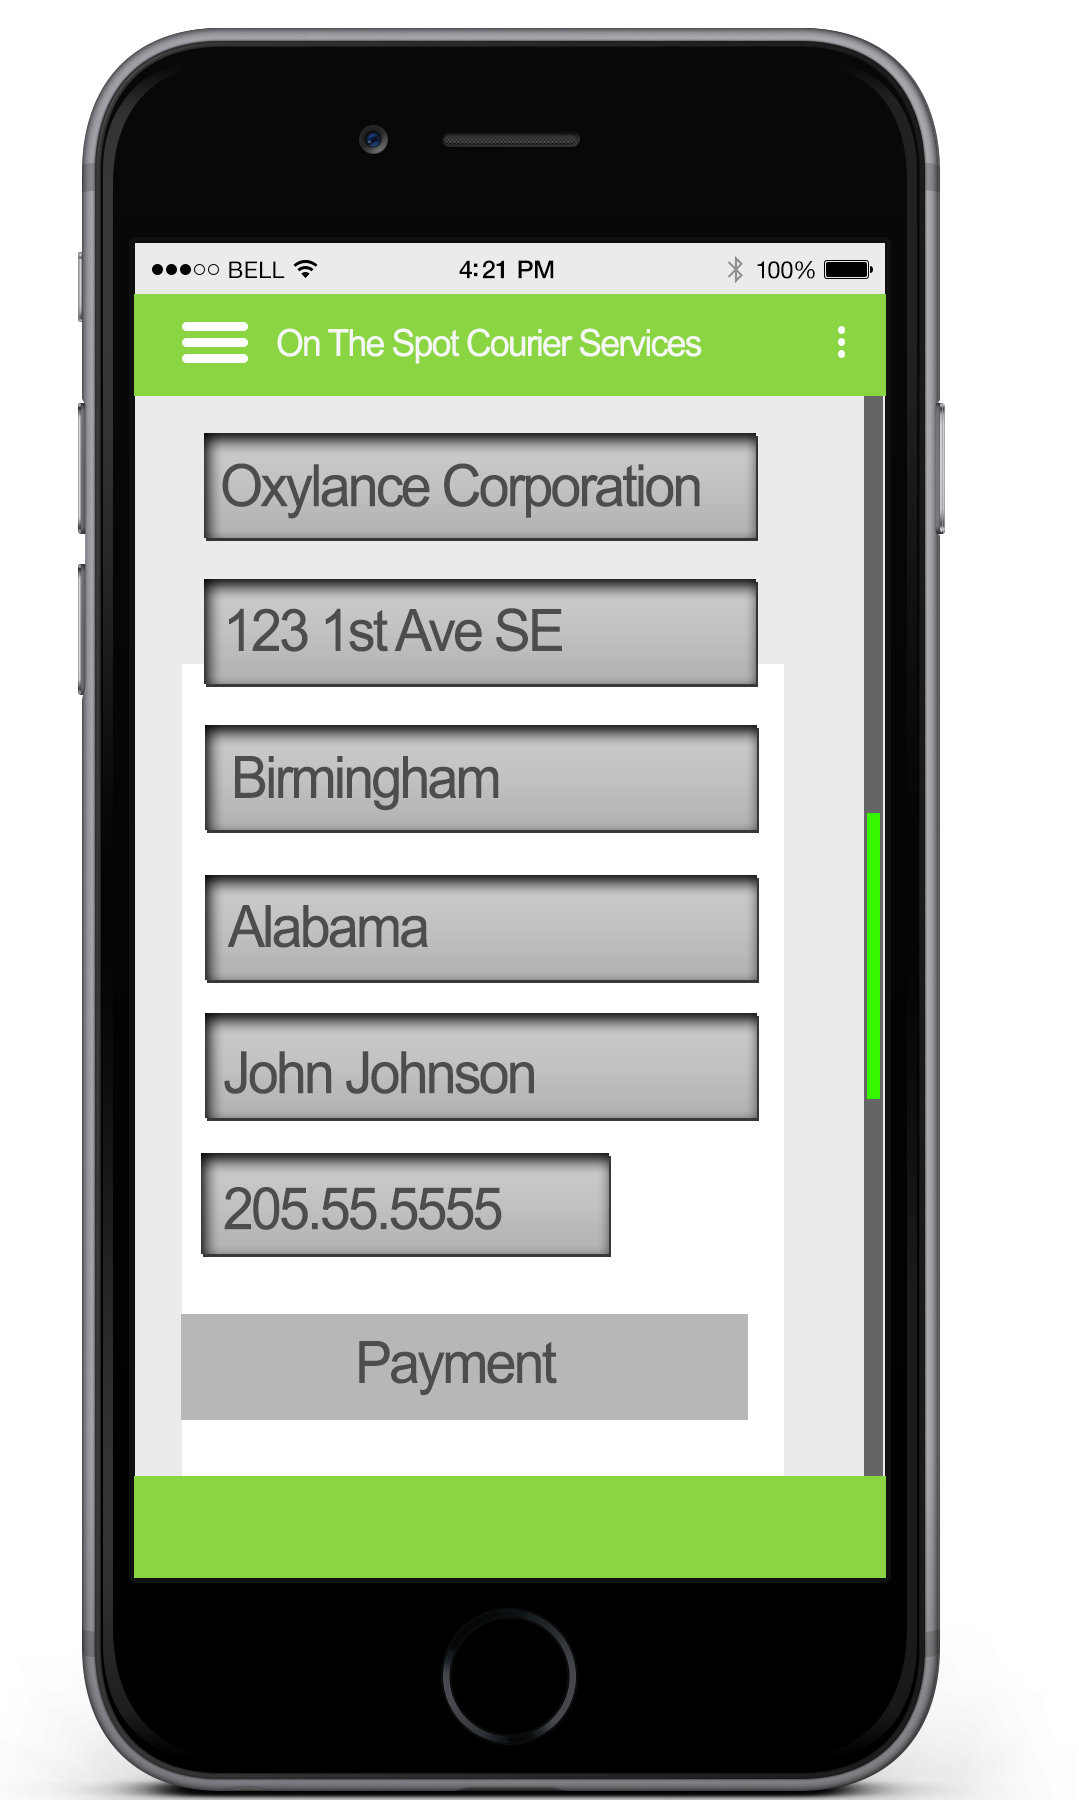 BELL 4:21 PM 100%
On The Spot Courier Services
Oxylance Corporation
123 1st Ave SE
Birmingham
Alabama
John Johnson
205.55.5555
Payment